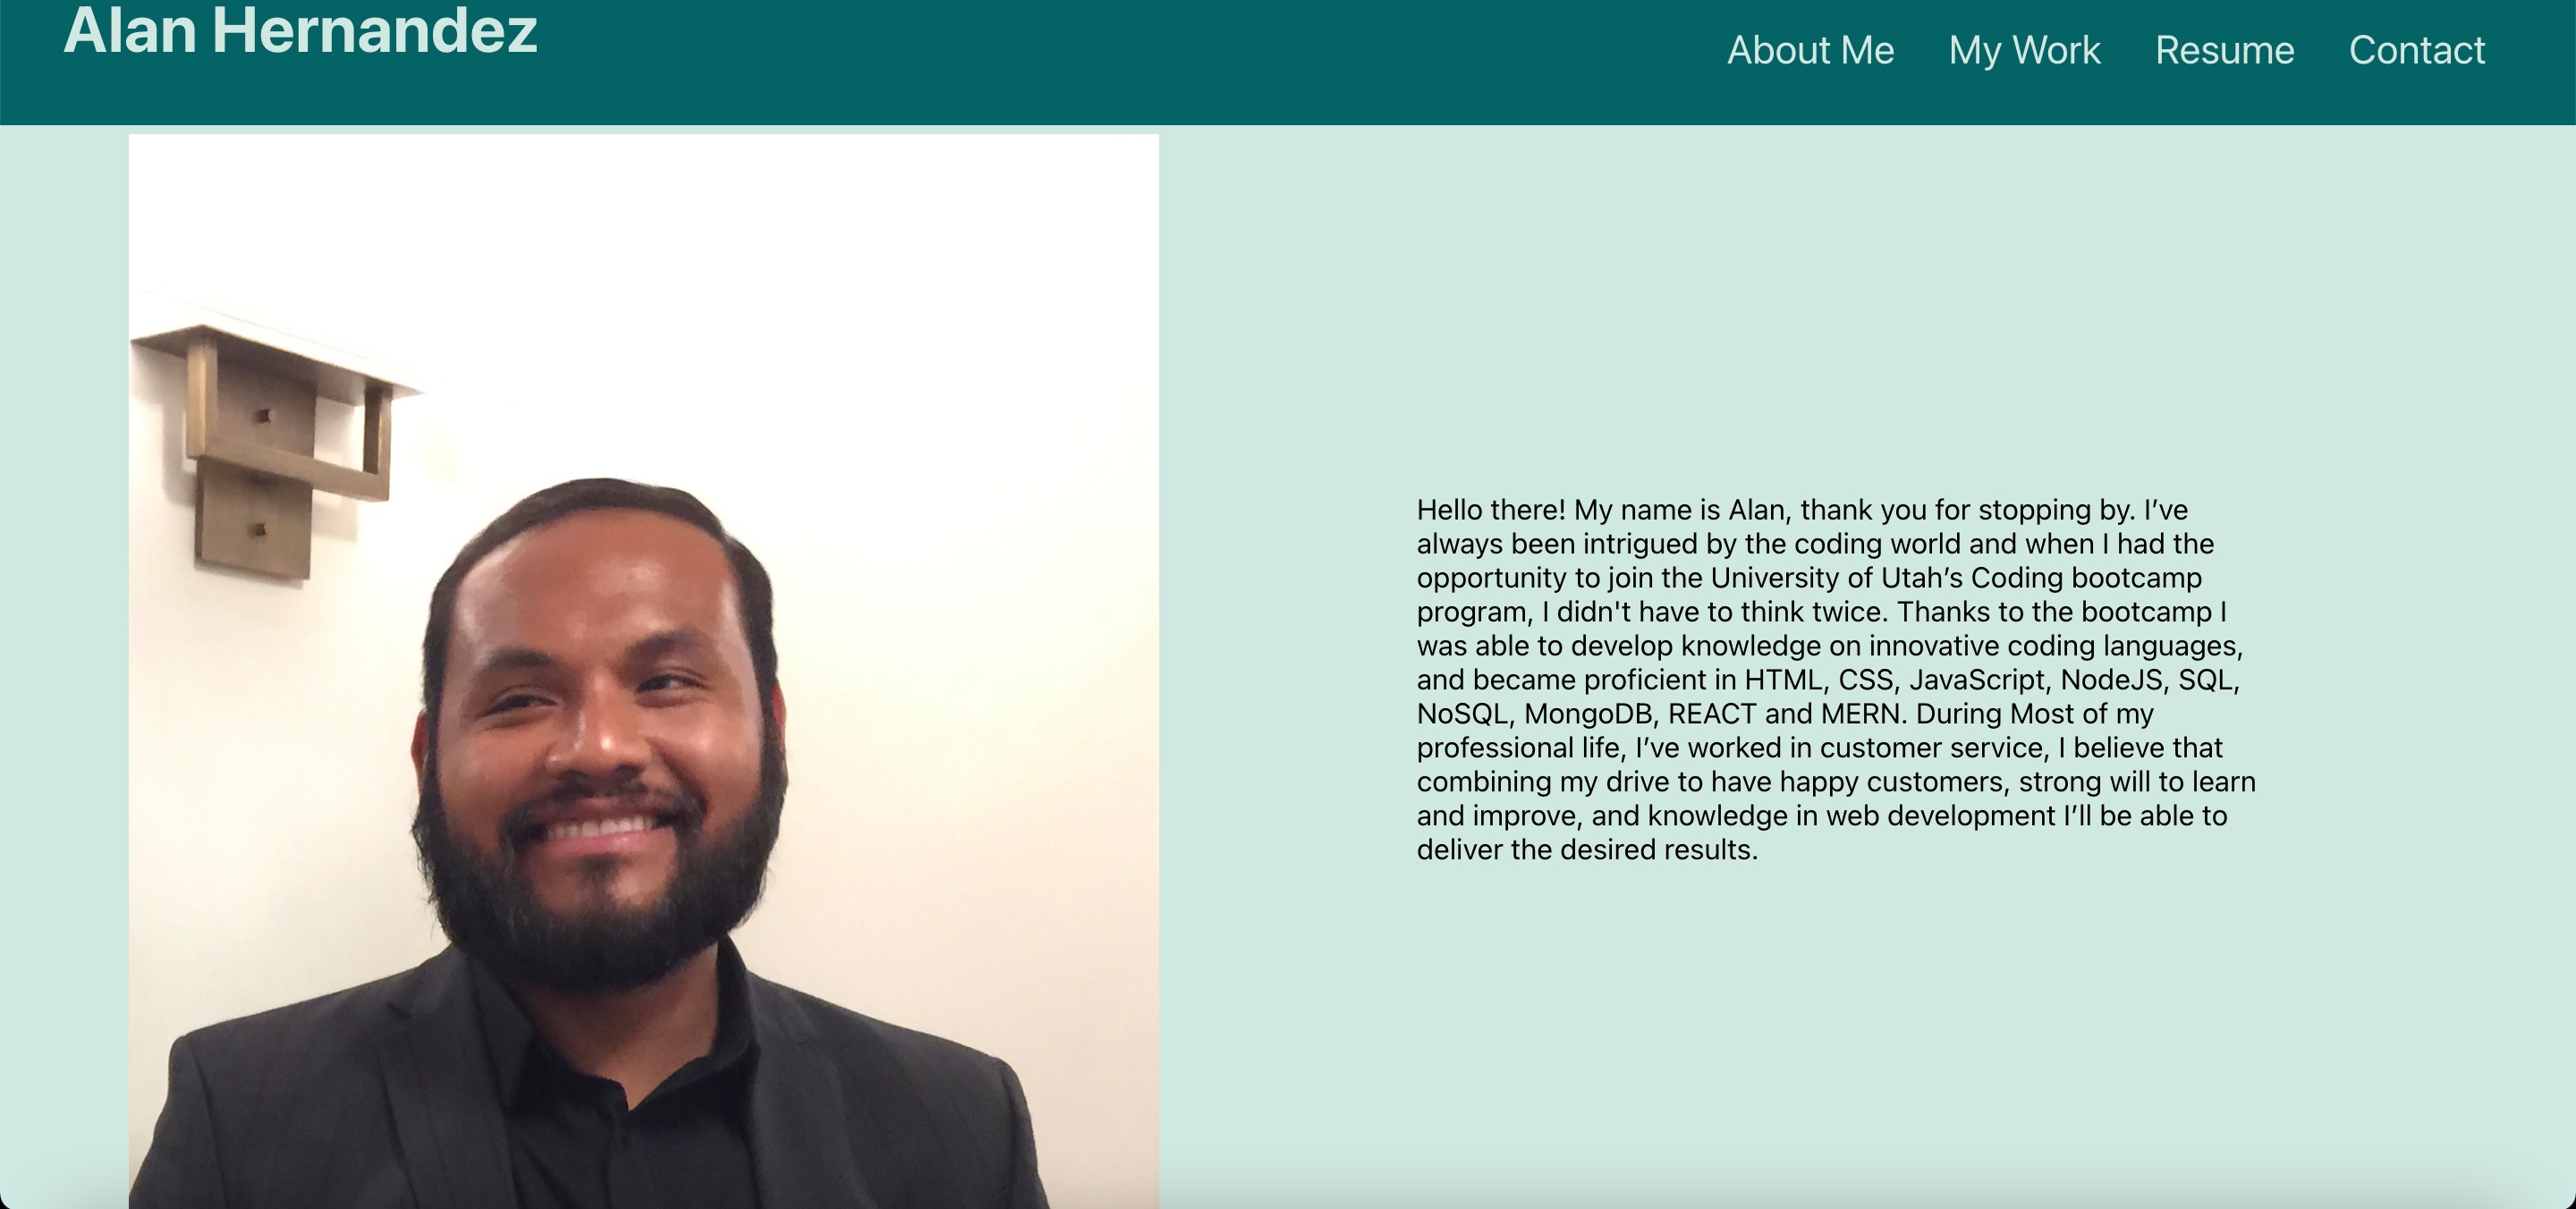 Alan Hernandez
About Me My Work Resume Contact
Hello there! My name is Alan, thank you for stopping by. I’ve
always been intrigued by the coding world and when I had the
opportunity to join the University of Utah’s Coding bootcamp
program, I didn't have to think twice. Thanks to the bootcamp I
was able to develop knowledge on innovative coding languages,
and became proficient in HTML, CSS, JavaScript, NodeJS, SQL,
NoSQL, MongoDB, REACT and MERN. During Most of my
professional life, I’ve worked in customer service, I believe that
combining my drive to have happy customers, strong will to learn
and improve, and knowledge in web development I’ll be able to
deliver the desired results.